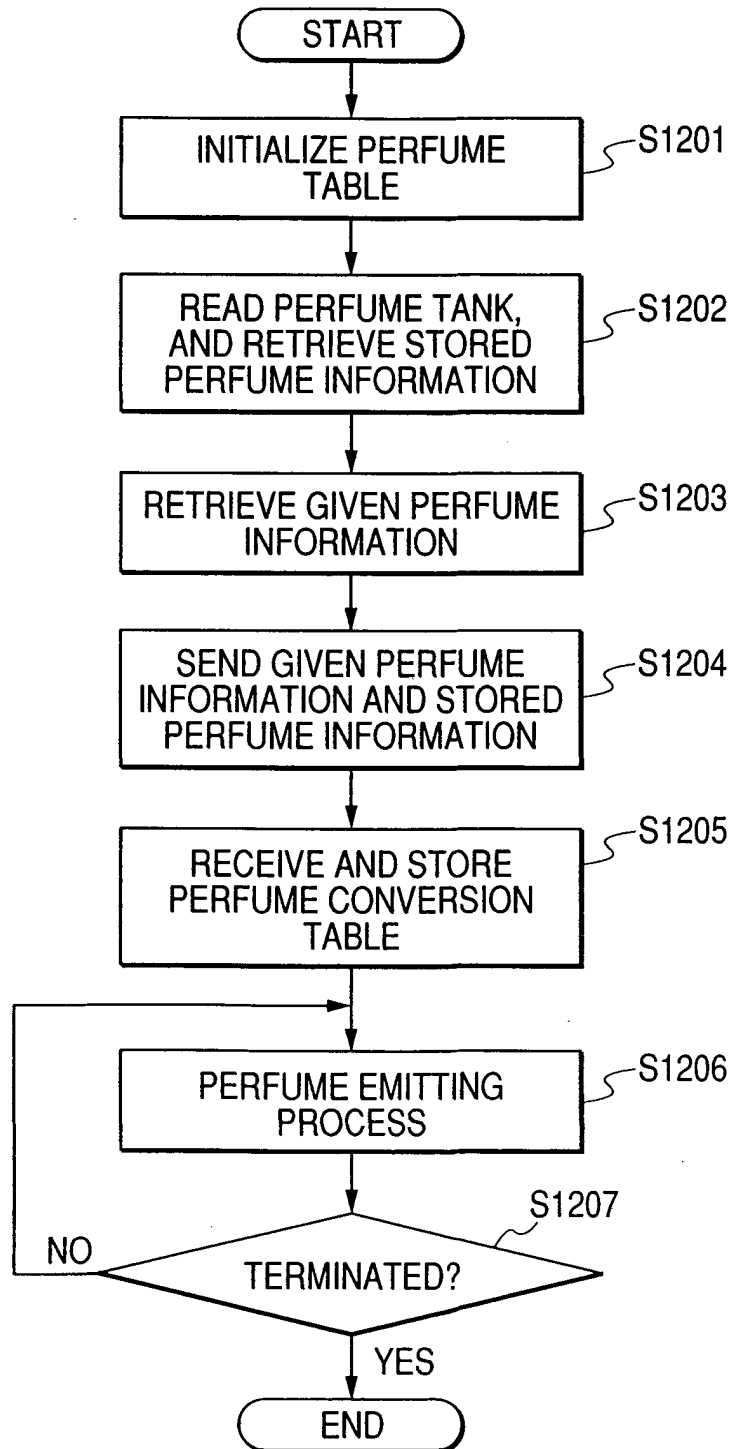 START
INITIALIZE PERFUME
TABLE
S1201
READ PERFUME TANK,
AND RETRIEVE STORED
PERFUME INFORMATION
S1202
RETRIEVE GIVEN PERFUME
INFORMATION
S1203
SEND GIVEN PERFUME
INFORMATION AND STORED
PERFUME INFORMATION
S1204
RECEIVE AND STORE
PERFUME CONVERSION
TABLE
S1205
PERFUME EMITTING
PROCESS
S1206
S1207
NO
TERMINATED?
YES
END